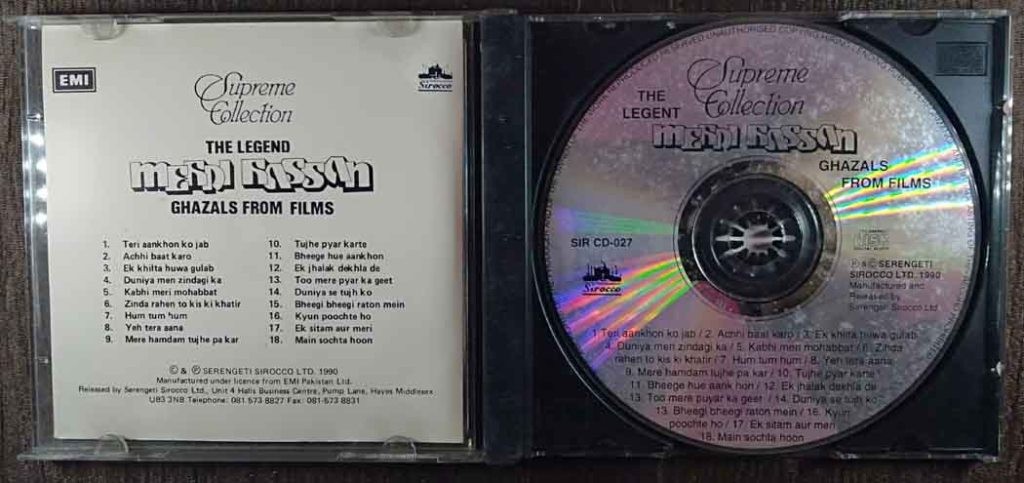 EMI
Supreme
Collection
Sirocco
THE LEGEND
MEHDI HASSAN
GHAZALS FROM FILMS
1. Teri aankhon ko jab
2. Achhi baat karo
3. Ek khilta huwa gulab
4. Duniya men zindagi ka
5. Kabhi meri mohabbat
6. Zinda rahen to kis ki khatir
7. Hum tum hum
8. Yeh tera aana
9. Mere hamdam tujhe pa kar
10. Tujhe pyar karte
11. Bheege hue aankhon
12. Ek jhalak dekhla de
13. Too mere pyar ka geet
14. Duniya se tujh ko
15. Bheegi bheegi raton mein
16. Kyun poochte ho
17. Ek sitam aur meri
18. Main sochta hoon
© & ℗ SERENGETI SIROCCO LTD. 1990
Manufactured under licence from EMI Pakistan Ltd.
Released by Serengeti Sirocco Ltd., Unit 4 Halls Business Centre, Pump Lane, Hayes Middlesex
UB3 3NB Telephone: 081-573 8827 Fax: 081-573 8831
UNAUTHORISED COPYING
Supreme
Collection
THE
LEGENT
MEHDI HASSAN
GHAZALS
FROM FILMS
SIR CD-027
Sirocco
℗ & © SERENGETI
SIROCCO LTD. 1990
Manufactured and
Released by
Serengeti Sirocco Ltd.
1 Teri aankhon ko jab / 2. Achhi baat karo / 3. Ek khilta huwa gulab
4. Duniya men zindagi ka / 5. Kabhi men mohabbat / 6. Zinda
rahen to kis ki khatir / 7. Hum tum hum / 8. Yeh tera aana
9. Mere hamdam tujhe pa kar / 10. Tujhe pyar karte
11. Bheege hue aank hon / 12. Ek jhalak dekhla de
13. Too mere puyar ka geet / 14. Duniya se tujh ko
13. Bheegi bheegi raton mein / 16. Kyun
poochte ho / 17. Ek sitam aur meri
18. Main sochta hoon